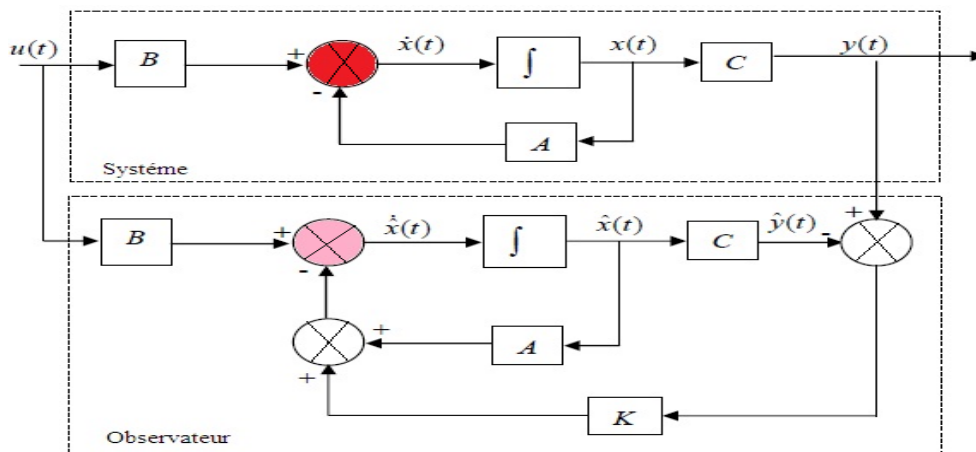 u(t) B + ẋ(t) ∫ x(t) C y(t)
-
A
Systéme
B + x̂̇(t) ∫ x̂(t) C ŷ(t) - +
-
A +
+
K
Observateur